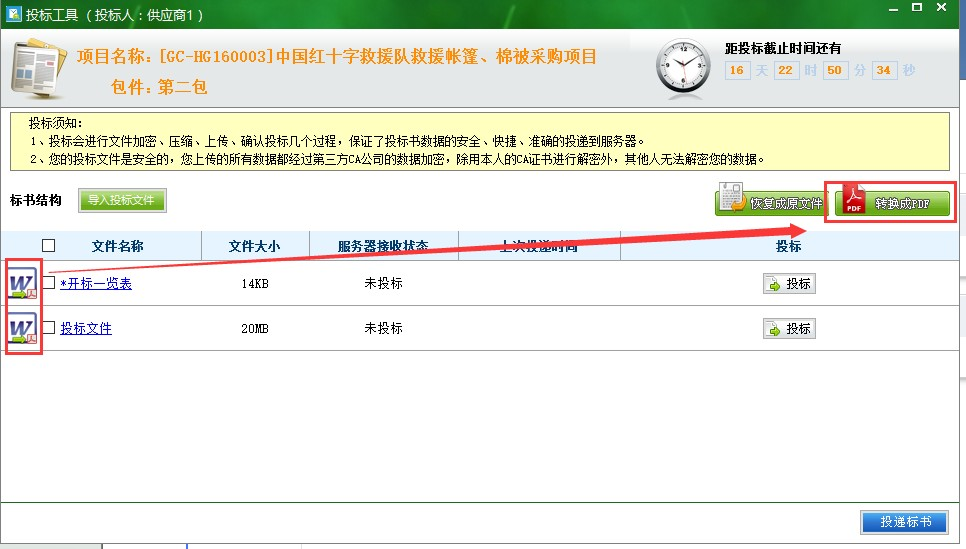 投标工具 （ 投标人：供应商1 ）
项目名称：[GC-HG160003]中国红十字救援队救援帐篷、棉被采购项目
包件：第二包
距投标截止时间还有
16 天 22 时 50 分 34 秒
投标须知：
1、投标会进行文件加密、压缩、上传、确认投标几个过程，保证了投标书数据的安全、快捷、准确的投递到服务器。
2、您的投标文件是安全的，您上传的所有数据都经过第三方CA公司的数据加密，除用本人的CA证书进行解密外，其他人无法解密您的数据。
标书结构 导入投标文件 恢复成原文件 PDF 转换成PDF
文件名称 文件大小 服务器接收状态 上次投递时间 投标
W *开标一览表 14KB 未投标 投标
W 投标文件 20MB 未投标 投标
投递标书